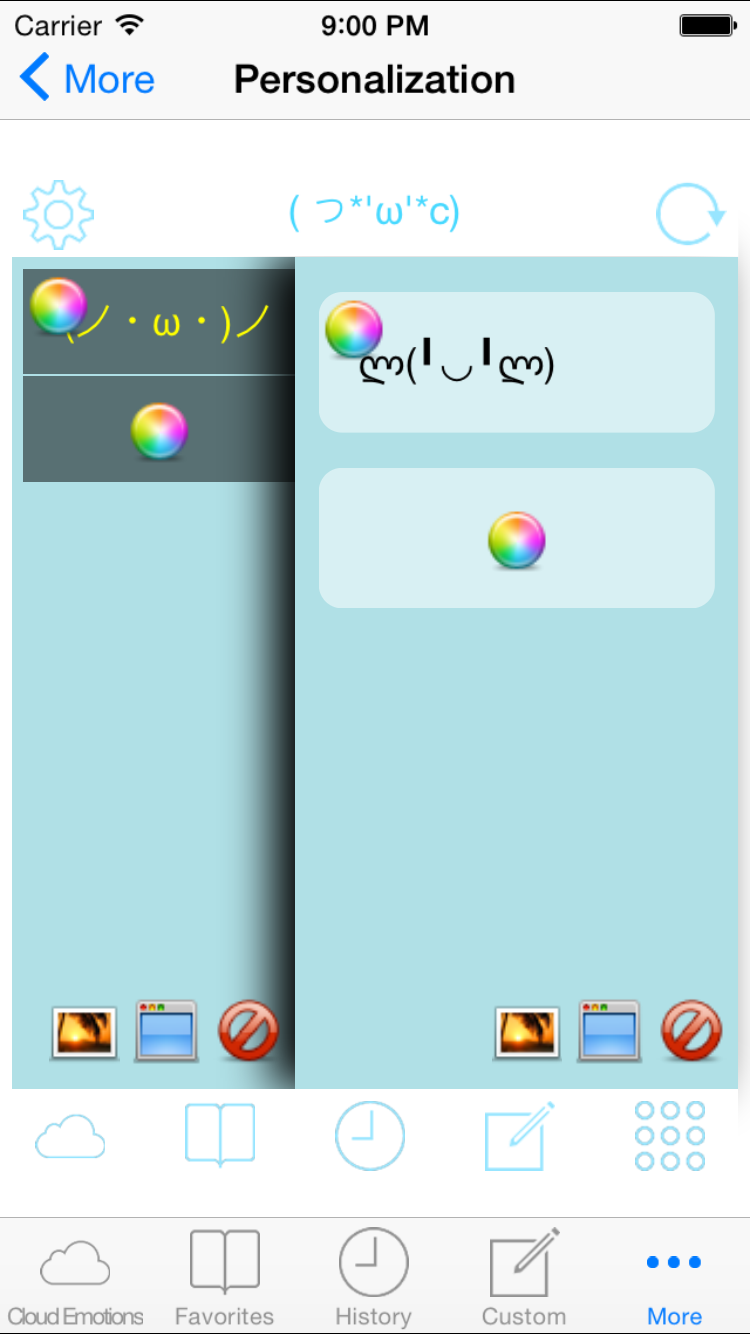 Carrier 9:00 PM
More Personalization
( つ*'ω'*c)
(ノ・ω・)ノ
ლ(╹◡╹ლ)
Cloud Emotions Favorites History Custom More